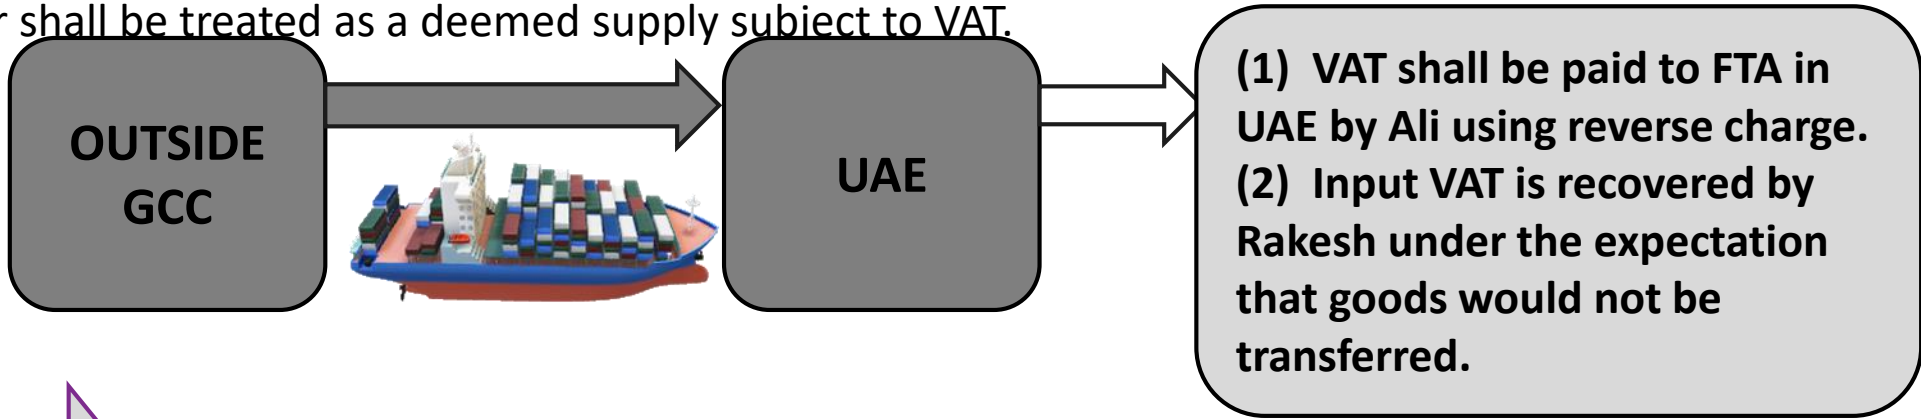 r shall be treated as a deemed supply subject to VAT.
OUTSIDE
GCC
UAE
(1) VAT shall be paid to FTA in
UAE by Ali using reverse charge.
(2) Input VAT is recovered by
Rakesh under the expectation
that goods would not be
transferred.